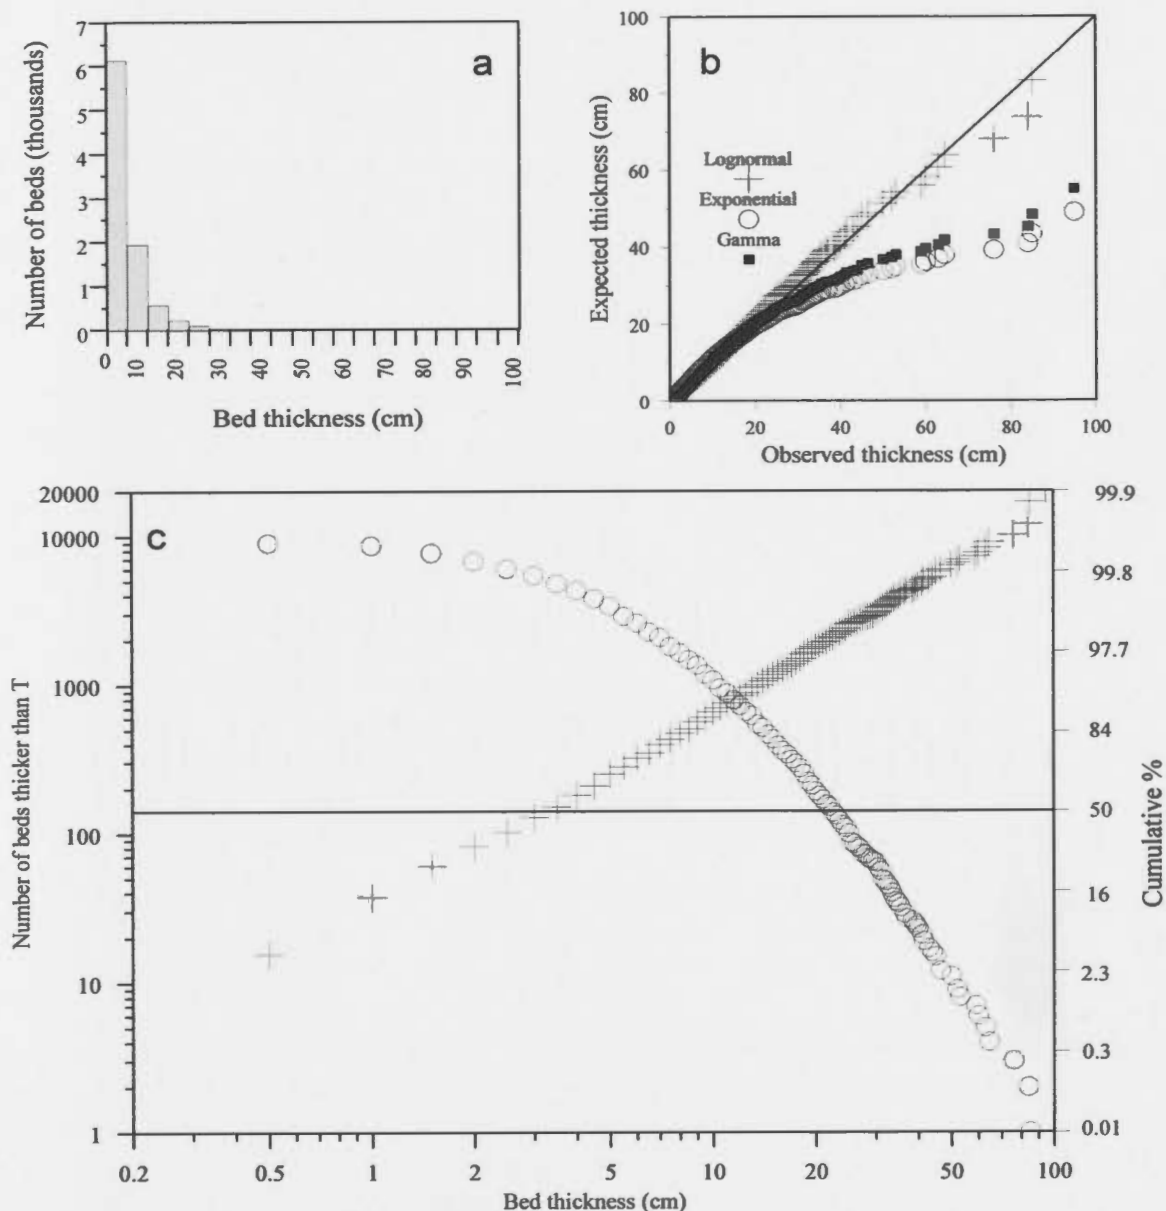 a
7
6
5
4
3
2
1
0
Number of beds (thousands)
0
10
20
30
40
50
60
70
80
90
100
Bed thickness (cm)
b
100
80
60
40
20
0
Expected thickness (cm)
Lognormal
Exponential
Gamma
0 20 40 60 80 100
Observed thickness (cm)
c
20000
10000
1000
100
10
1
Number of beds thicker than T
99.9
99.8
97.7
84
50
16
2.3
0.3
0.01
Cumulative %
0.2 0.5 1 2 5 10 20 50 100
Bed thickness (cm)